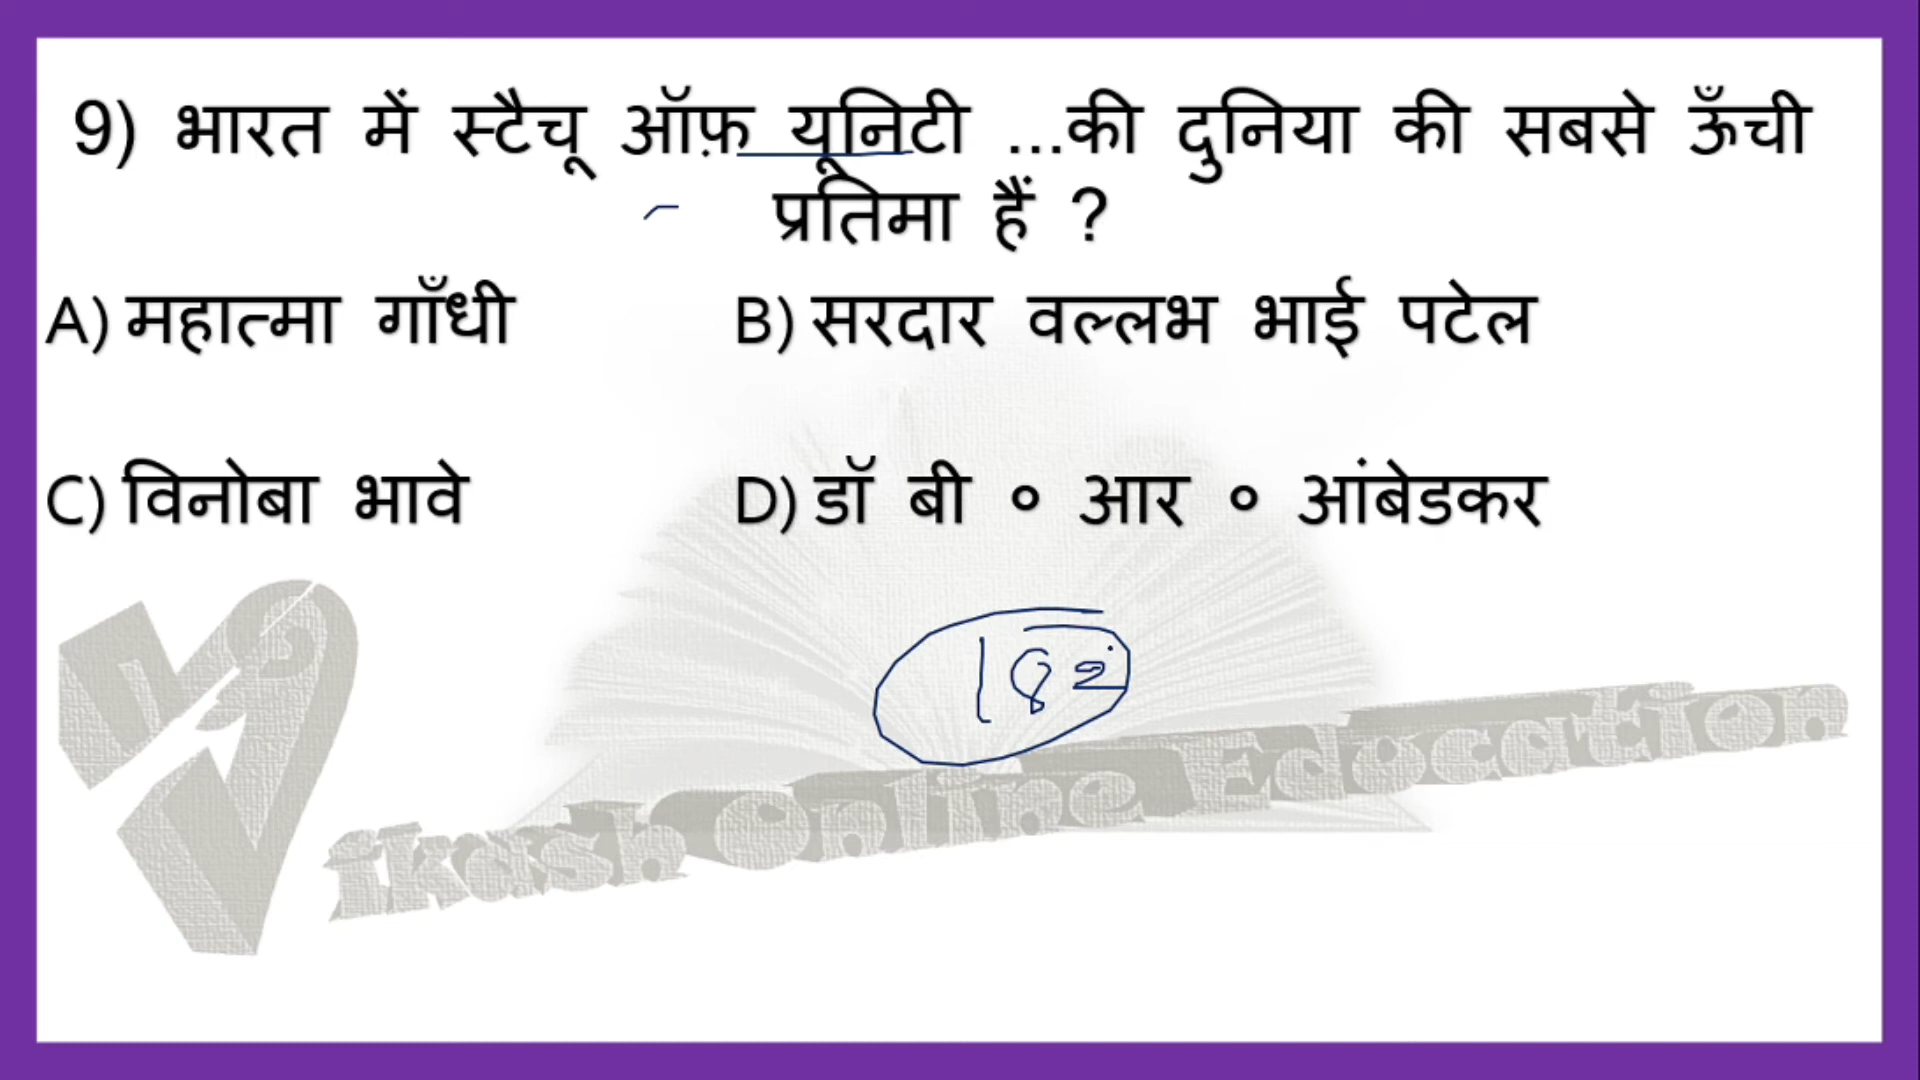 9) भारत में स्टैचू ऑफ़ यूनिटी ...की दुनिया की सबसे ऊँची
प्रतिमा हैं ?
A) महात्मा गाँधी B) सरदार वल्लभ भाई पटेल
C) विनोबा भावे D) डॉ बी ॰ आर ॰ आंबेडकर
182
Vikash Online Education